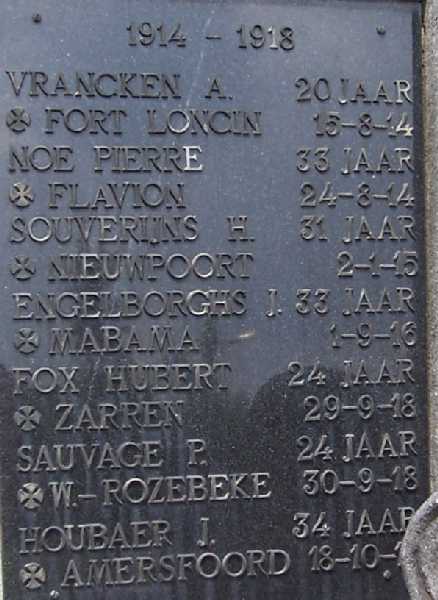 1914 - 1918
VRANCKEN A. 20 JAAR
✠ FORT LONCIN 15-8-14
NOE PIERRE 33 JAAR
✠ FLAVION 24-8-14
SOUVERIJNS H. 31 JAAR
✠ NIEUWPOORT 2-1-15
ENGELBORGHS J. 33 JAAR
✠ MABAMA 1-9-16
FOX HUBERT 24 JAAR
✠ ZARREN 29-9-18
SAUVAGE P. 24 JAAR
✠ W.-ROZEBEKE 30-9-18
HOUBAER J. 34 JAAR
✠ AMERSFOORD 18-10-